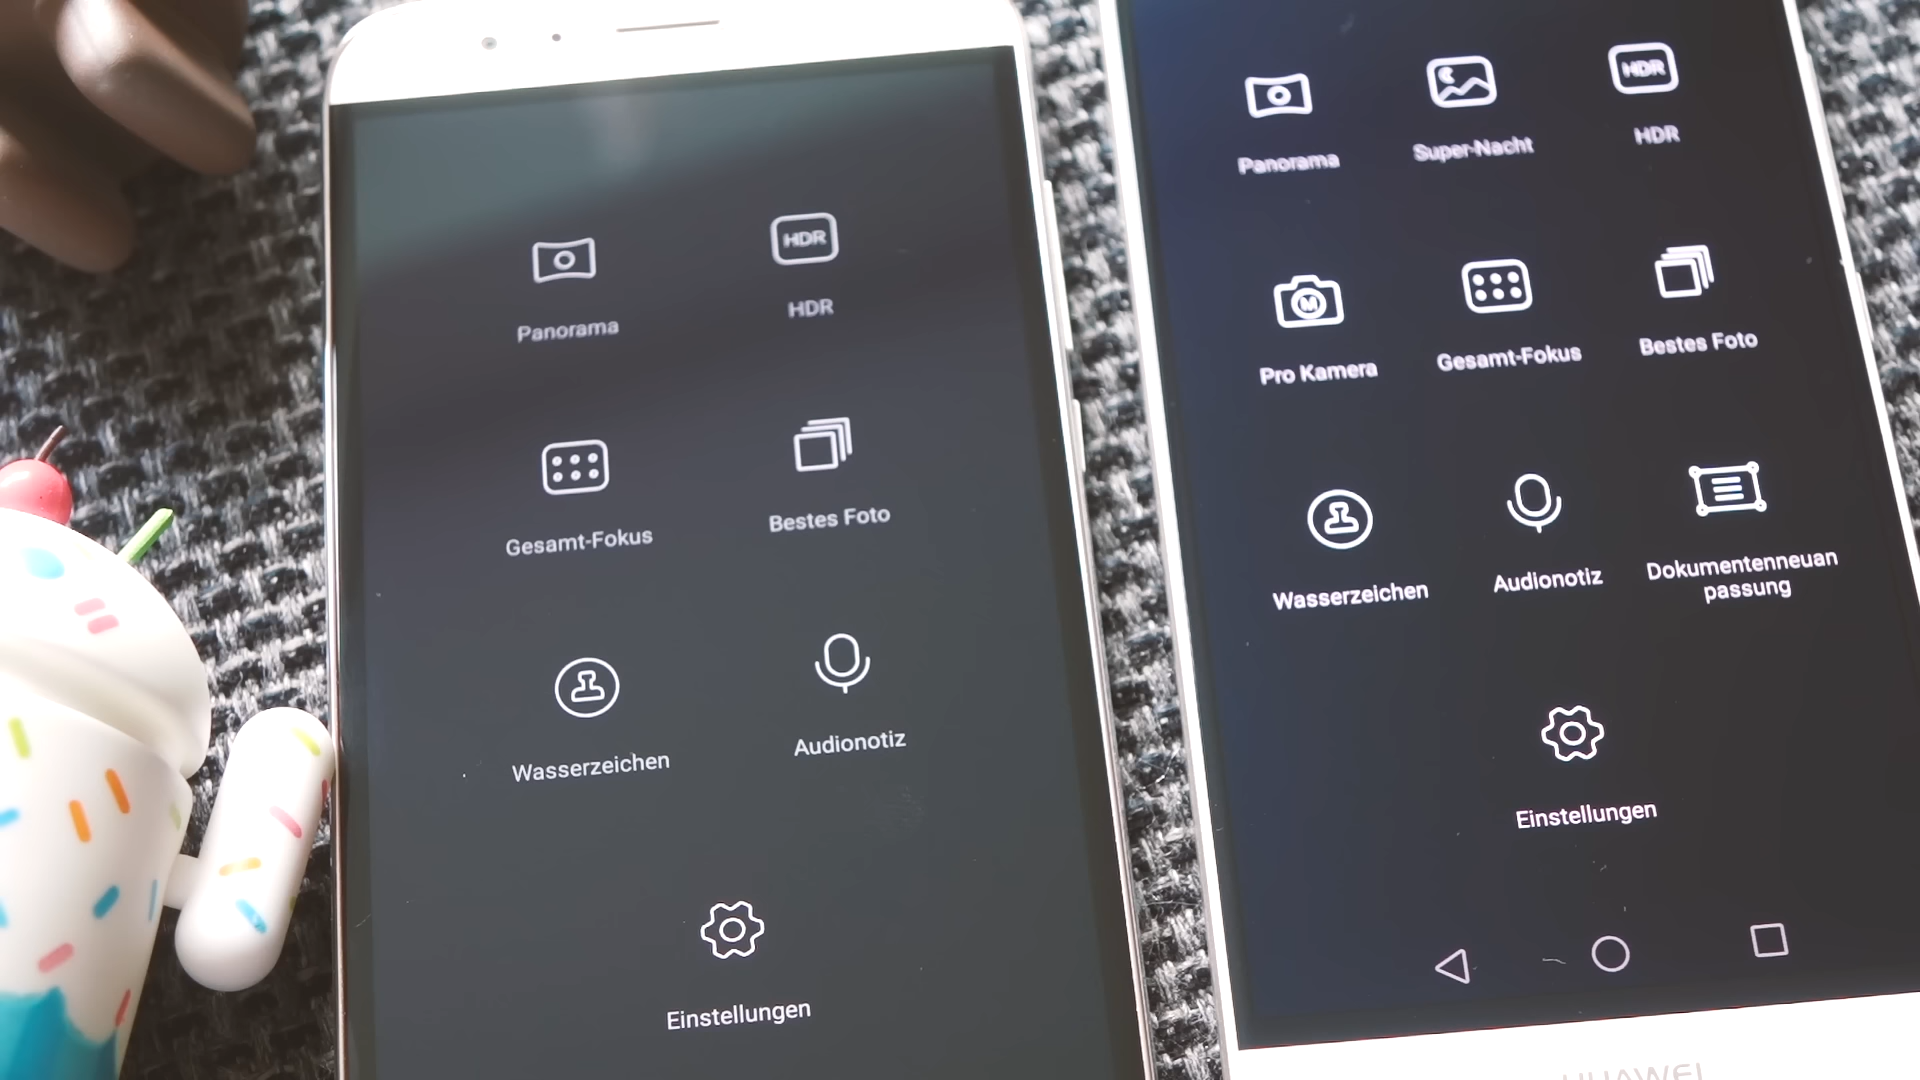 Panorama
HDR
Gesamt-Fokus
Bestes Foto
Wasserzeichen
Audionotiz
Einstellungen
Panorama
Super-Nacht
HDR
HDR
Pro Kamera
M
Gesamt-Fokus
Bestes Foto
Wasserzeichen
Audionotiz
Dokumentenneuan
passung
Einstellungen
HUAWEI